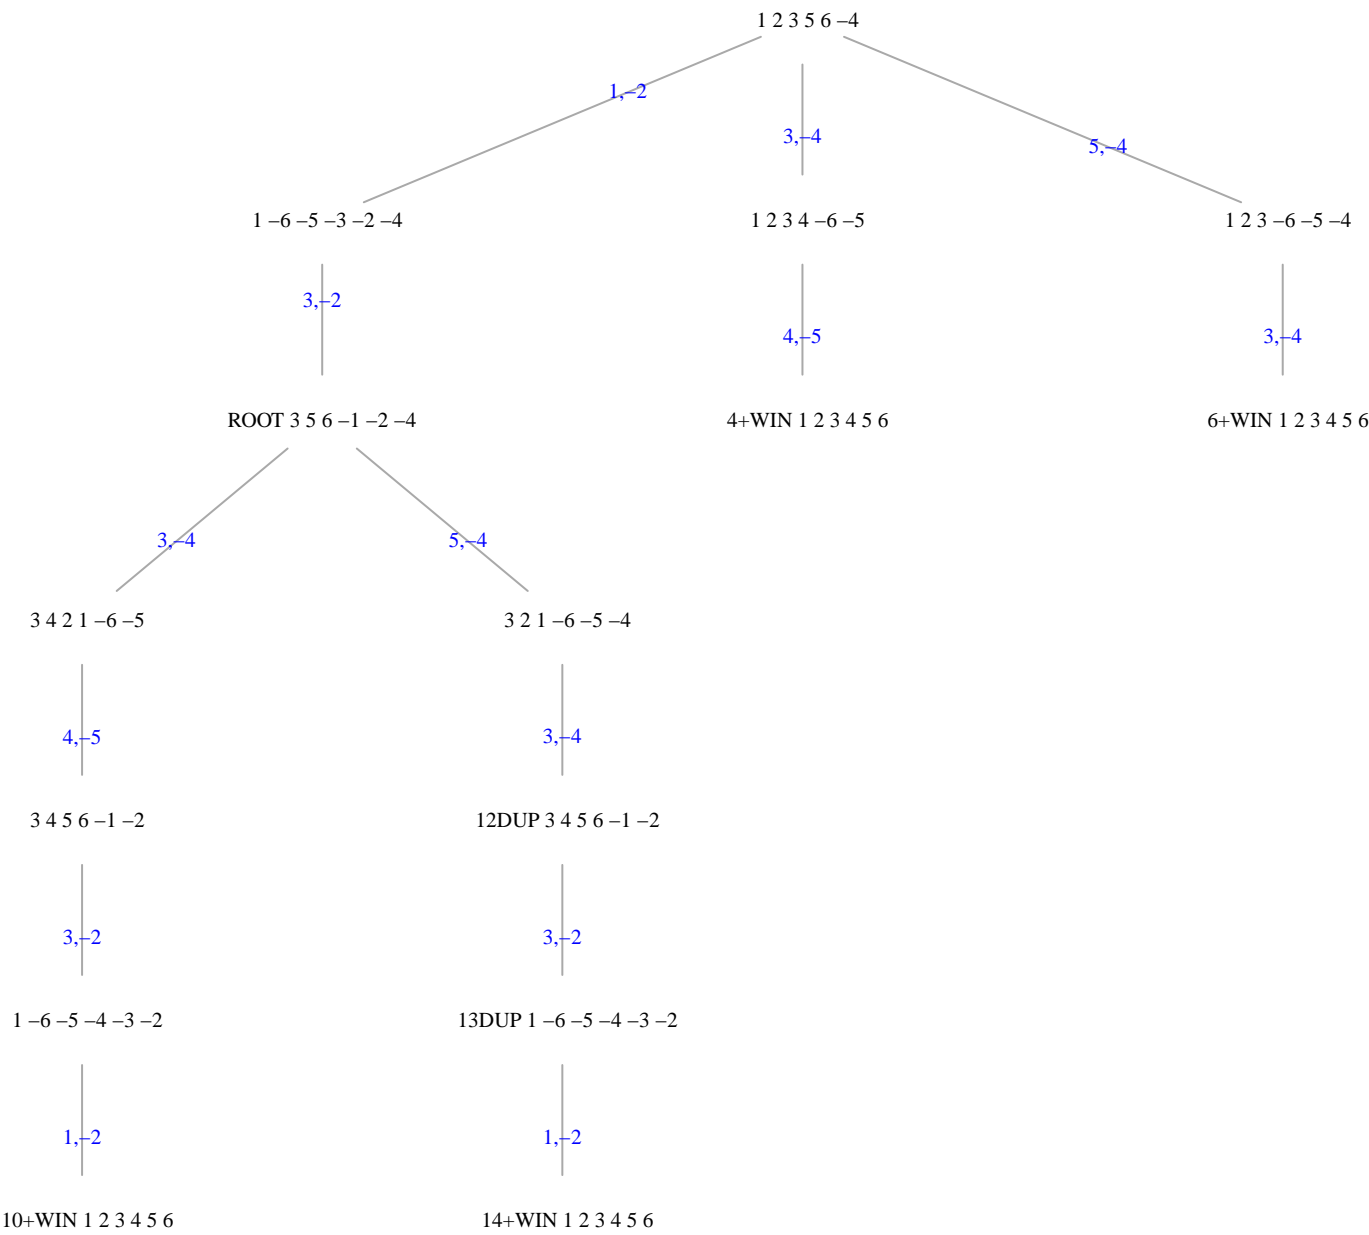 1 2 3 5 6 –4
1,–2
3,–4
5,–4
1 –6 –5 –3 –2 –4
1 2 3 4 –6 –5
1 2 3 –6 –5 –4
3,–2
4,–5
3,–4
ROOT 3 5 6 –1 –2 –4
4+WIN 1 2 3 4 5 6
6+WIN 1 2 3 4 5 6
3,–4
5,–4
3 4 2 1 –6 –5
3 2 1 –6 –5 –4
4,–5
3,–4
3 4 5 6 –1 –2
12DUP 3 4 5 6 –1 –2
3,–2
3,–2
1 –6 –5 –4 –3 –2
13DUP 1 –6 –5 –4 –3 –2
1,–2
1,–2
10+WIN 1 2 3 4 5 6
14+WIN 1 2 3 4 5 6